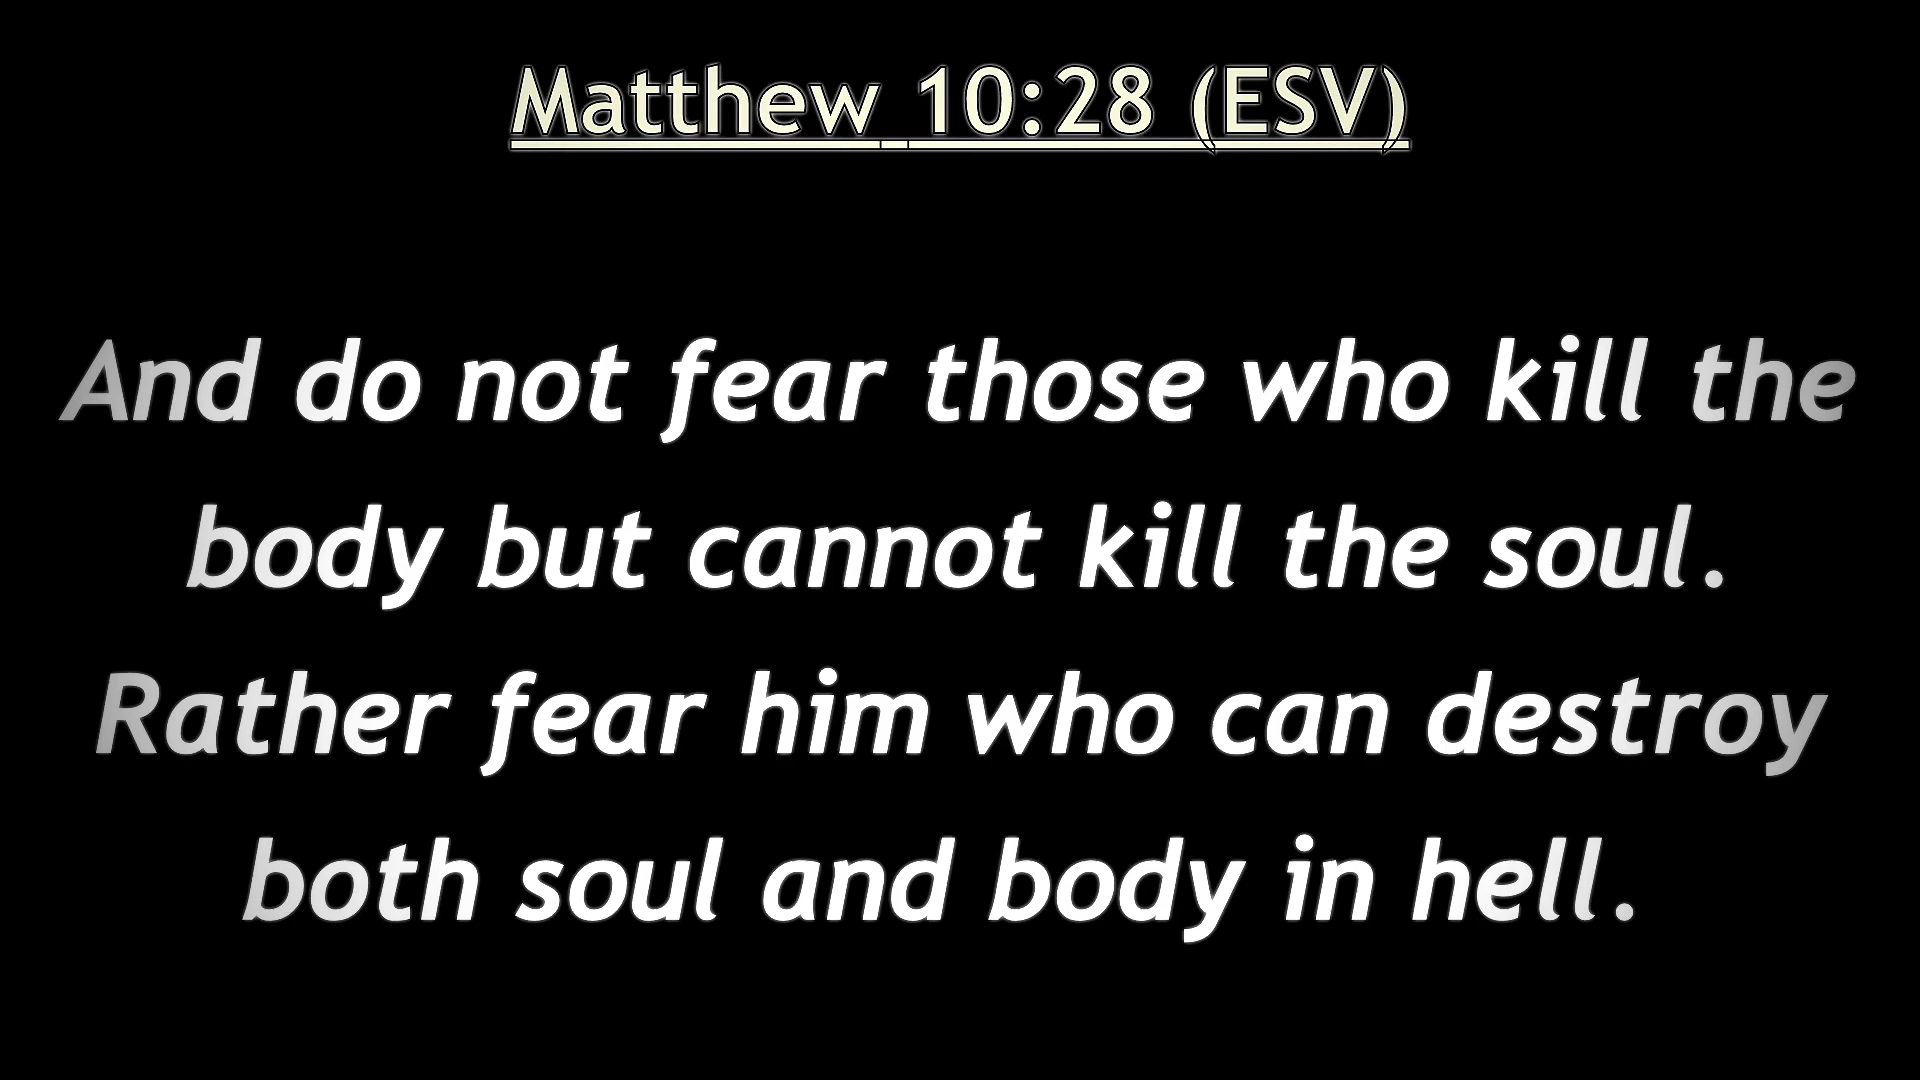 Matthew 10:28 (ESV)
And do not fear those who kill the
body but cannot kill the soul.
Rather fear him who can destroy
both soul and body in hell.